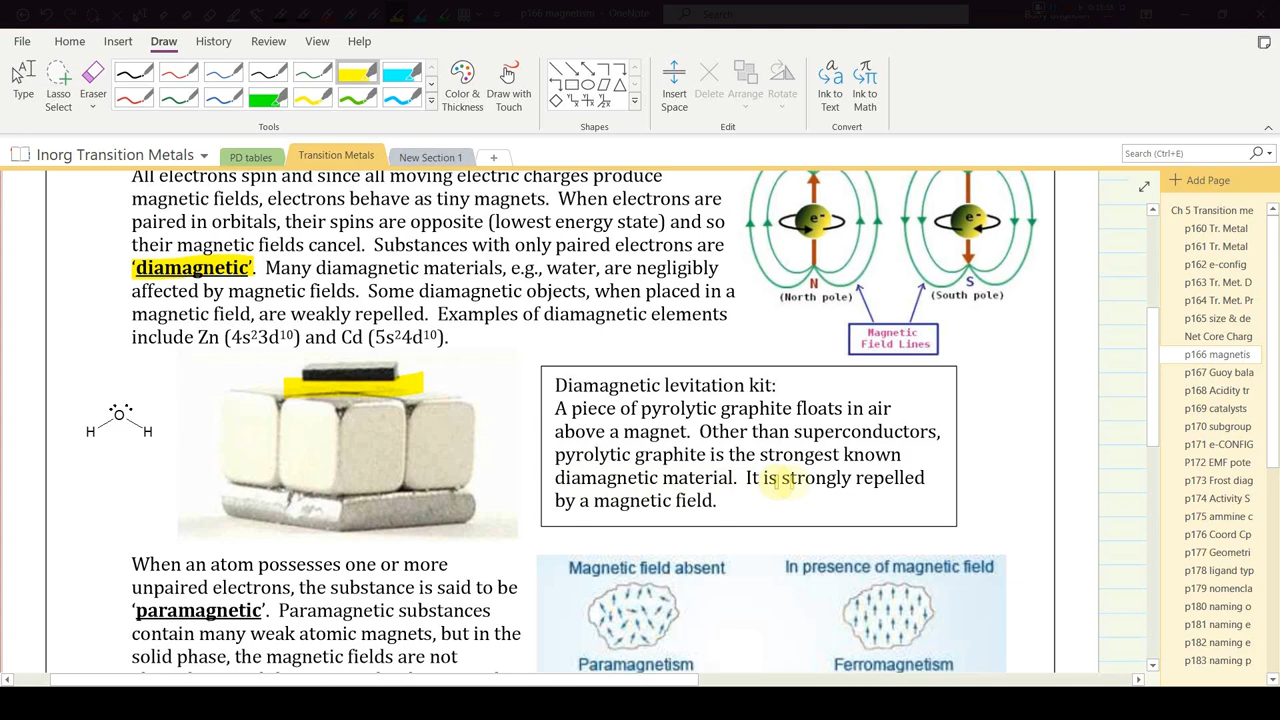 p166 magnetism - OneNote
Search
File Home Insert Draw History Review View Help
Type
Lasso Select
Eraser
Color & Thickness
Draw with Touch
Insert Space
Delete
Arrange
Rotate
Ink to Text
Ink to Math
Tools
Shapes
Edit
Convert
Inorg Transition Metals
PD tables
Transition Metals
New Section 1
Search (Ctrl+E)
All electrons spin and since all moving electric charges produce
magnetic fields, electrons behave as tiny magnets. When electrons are
paired in orbitals, their spins are opposite (lowest energy state) and so
their magnetic fields cancel. Substances with only paired electrons are
‘diamagnetic’. Many diamagnetic materials, e.g., water, are negligibly
affected by magnetic fields. Some diamagnetic objects, when placed in a
magnetic field, are weakly repelled. Examples of diamagnetic elements
include Zn (4s²3d¹⁰) and Cd (5s²4d¹⁰).
e-
e-
N
(North pole)
S
(South pole)
Magnetic
Field Lines
O
H H
Diamagnetic levitation kit:
A piece of pyrolytic graphite floats in air
above a magnet. Other than superconductors,
pyrolytic graphite is the strongest known
diamagnetic material. It is strongly repelled
by a magnetic field.
When an atom possesses one or more
unpaired electrons, the substance is said to be
‘paramagnetic’. Paramagnetic substances
contain many weak atomic magnets, but in the
solid phase, the magnetic fields are not
Magnetic field absent
In presence of magnetic field
Paramagnetism
Ferromagnetism
Add Page
Ch 5 Transition me
p160 Tr. Metal
p161 Tr. Metal
p162 e-config
p163 Tr. Met. D
p164 Tr. Met. Pr
p165 size & de
Net Core Charg
p166 magnetis
p167 Guoy bala
p168 Acidity tr
p169 catalysts
p170 subgroup
p171 e-CONFIG
P172 EMF pote
p173 Frost diag
p174 Activity S
p175 ammine c
p176 Coord Cp
p177 Geometri
p178 ligand typ
p179 nomencla
p180 naming o
p181 naming e
p182 naming e
p183 naming p